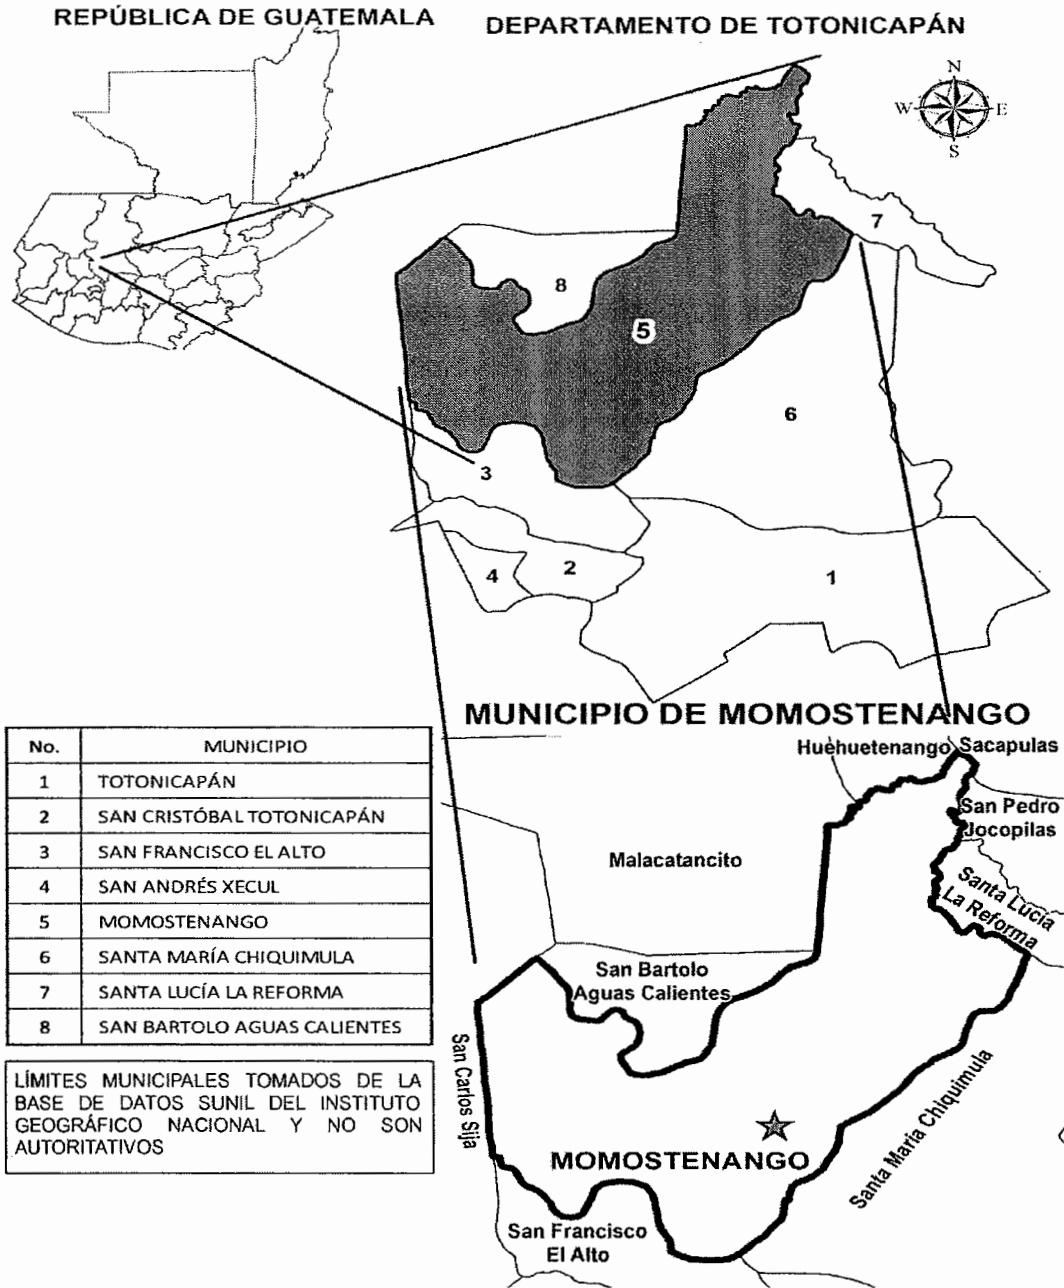 REPÚBLICA DE GUATEMALA
DEPARTAMENTO DE TOTONICAPÁN
N
W
E
S
7
8
5
6
3
4
2
1
MUNICIPIO DE MOMOSTENANGO
No. MUNICIPIO
1 TOTONICAPÁN
2 SAN CRISTÓBAL TOTONICAPÁN
3 SAN FRANCISCO EL ALTO
4 SAN ANDRÉS XECUL
5 MOMOSTENANGO
6 SANTA MARÍA CHIQUIMULA
7 SANTA LUCÍA LA REFORMA
8 SAN BARTOLO AGUAS CALIENTES
LÍMITES MUNICIPALES TOMADOS DE LA
BASE DE DATOS SUNIL DEL INSTITUTO
GEOGRÁFICO NACIONAL Y NO SON
AUTORITATIVOS
Huehuetenango
Sacapulas
San Pedro
Jocopilas
Malacatancito
Santa Lucía
La Reforma
San Bartolo
Aguas Calientes
San Carlos Sija
Santa María Chiquimula
MOMOSTENANGO
San Francisco
El Alto